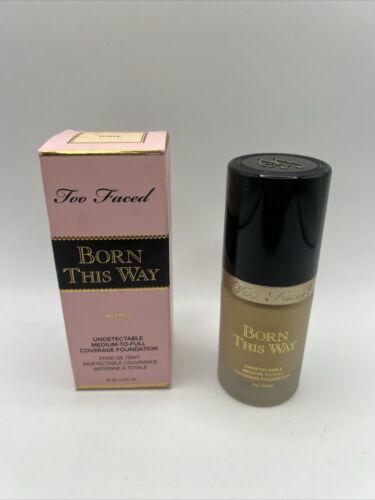 Ivory
Too Faced
BORN
THIS WAY
OIL FREE
UNDETECTABLE
MEDIUM-TO-FULL
COVERAGE FOUNDATION
FOND DE TEINT
INDÉTECTABLE COUVRANCE
MOYENNE À TOTALE
Too Faced
BORN
THIS WAY
UNDETECTABLE
MEDIUM-TO-FULL
COVERAGE FOUNDATION
OIL FREE